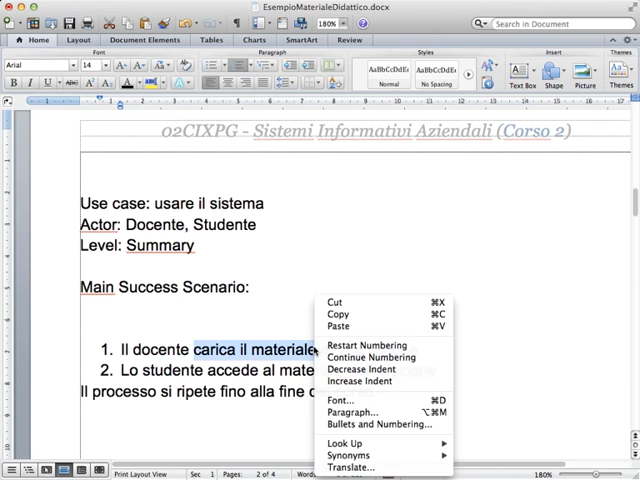 EsempioMaterialeDidattico.docx
180%
Search in Document
Home Layout Document Elements Tables Charts SmartArt Review
Font Paragraph Styles Insert Themes
Arial 14
AaBbCcDdEe AaBbCcDdEe
Normal No Spacing
Text Box Shape Picture Themes
02CIXPG - Sistemi Informativi Aziendali (Corso 2)
Use case: usare il sistema
Actor: Docente, Studente
Level: Summary
Main Success Scenario:
1. Il docente carica il materiale
2. Lo studente accede al
Il processo si ripete fino alla fine
Cut ⌘X
Copy ⌘C
Paste ⌘V
Restart Numbering
Continue Numbering
Decrease Indent
Increase Indent
Font... ⌘D
Paragraph... ⌥⌘M
Bullets and Numbering...
Look Up
Synonyms
Translate...
Print Layout View Sec 1 Pages: 2 of 4 Words: 180%